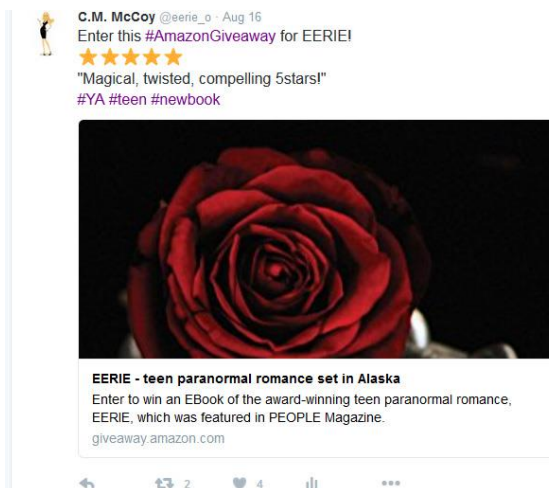 C.M. McCoy @eerie_o · Aug 16
Enter this #AmazonGiveaway for EERIE!
"Magical, twisted, compelling 5stars!"
#YA #teen #newbook
EERIE - teen paranormal romance set in Alaska
Enter to win an EBook of the award-winning teen paranormal romance,
EERIE, which was featured in PEOPLE Magazine.
giveaway.amazon.com
2 4